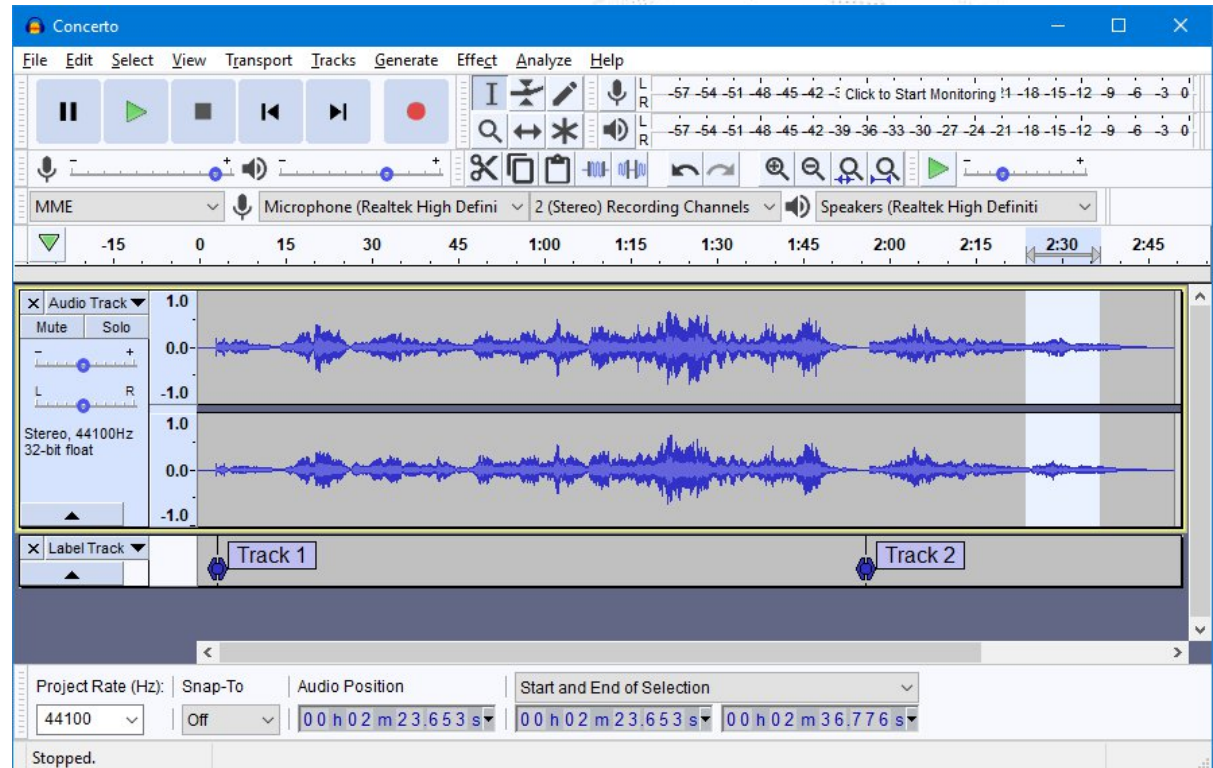 Concerto
File Edit Select View Transport Tracks Generate Effect Analyze Help
L
R
-57 -54 -51 -48 -45 -42 -3 Click to Start Monitoring !1 -18 -15 -12 -9 -6 -3 0
L
R
-57 -54 -51 -48 -45 -42 -39 -36 -33 -30 -27 -24 -21 -18 -15 -12 -9 -6 -3 0
- + - + - +
MME Microphone (Realtek High Defini 2 (Stereo) Recording Channels Speakers (Realtek High Definiti
-15 0 15 30 45 1:00 1:15 1:30 1:45 2:00 2:15 2:30 2:45
Audio Track 1.0
Mute Solo
- + 0.0
L R -1.0
Stereo, 44100Hz 1.0
32-bit float
0.0
-1.0
Label Track Track 1 Track 2
Project Rate (Hz): Snap-To Audio Position Start and End of Selection
44100 Off 00 h 02 m 23.653 s 00 h 02 m 23.653 s 00 h 02 m 36.776 s
Stopped.